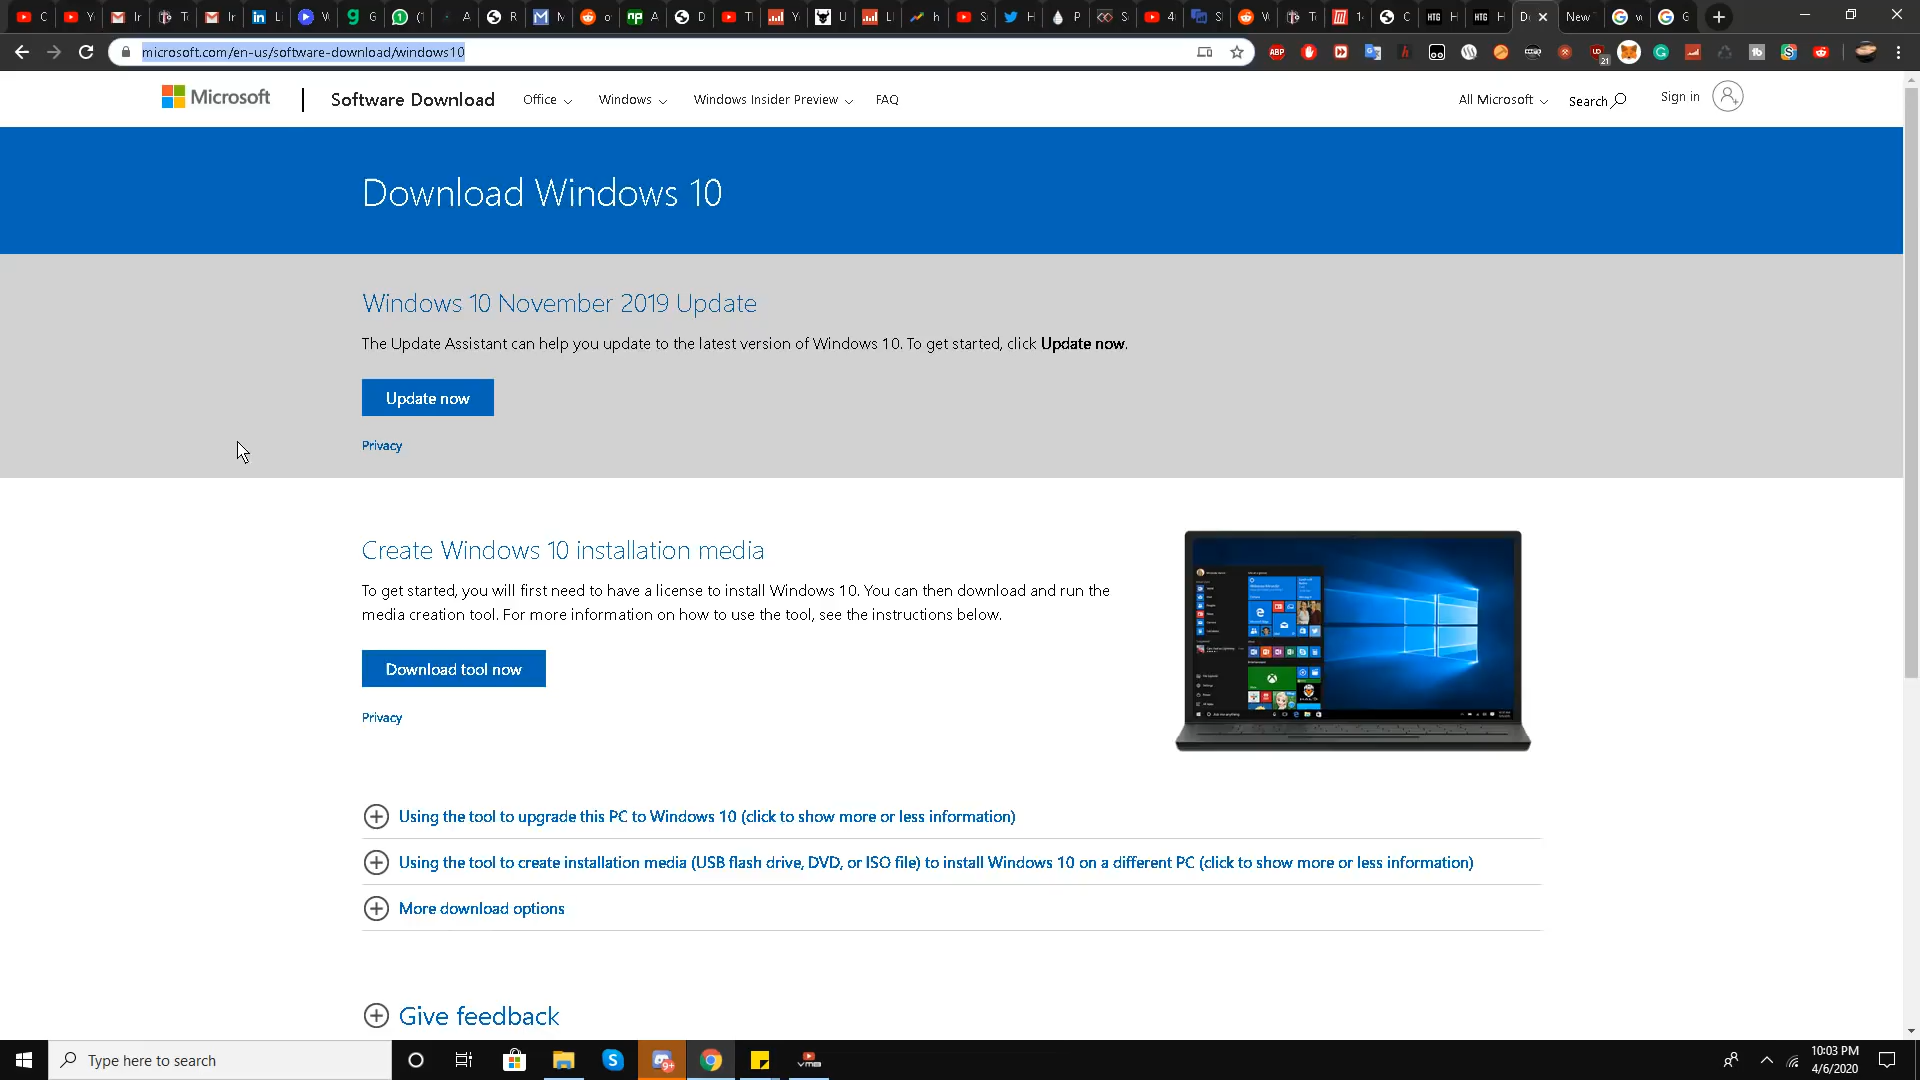 microsoft.com/en-us/software-download/windows10
Microsoft
Software Download
Office
Windows
Windows Insider Preview
FAQ
All Microsoft
Search
Sign in
Download Windows 10
Windows 10 November 2019 Update
The Update Assistant can help you update to the latest version of Windows 10. To get started, click Update now.
Update now
Privacy
Create Windows 10 installation media
To get started, you will first need to have a license to install Windows 10. You can then download and run the
media creation tool. For more information on how to use the tool, see the instructions below.
Download tool now
Privacy
Using the tool to upgrade this PC to Windows 10 (click to show more or less information)
Using the tool to create installation media (USB flash drive, DVD, or ISO file) to install Windows 10 on a different PC (click to show more or less information)
More download options
Give feedback
Type here to search
10:03 PM
4/6/2020